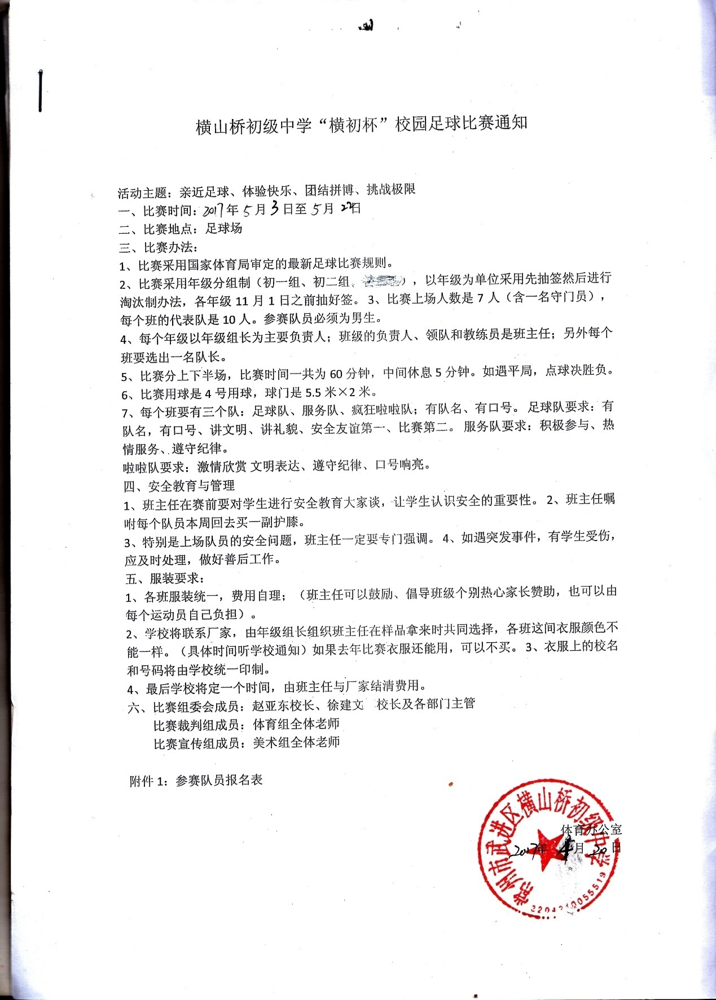 横山桥初级中学“横初杯”校园足球比赛通知
活动主题：亲近足球、体验快乐、团结拼博、挑战极限
一、比赛时间：2017年5月3日至5月22日
二、比赛地点：足球场
三、比赛办法：
1、比赛采用国家体育局审定的最新足球比赛规则。
2、比赛采用年级分组制（初一组、初二组、），以年级为单位采用先抽签然后进行
淘汰制办法，各年级 11 月 1 日之前抽好签。 3、比赛上场人数是 7 人（含一名守门员），
每个班的代表队是 10 人。参赛队员必须为男生。
4、每个年级以年级组长为主要负责人；班级的负责人、领队和教练员是班主任；另外每个
班要选出一名队长。
5、比赛分上下半场，比赛时间一共为 60 分钟，中间休息 5 分钟。如遇平局，点球决胜负。
6、比赛用球是 4 号用球，球门是 5.5 米×2 米。
7、每个班要有三个队：足球队、服务队、疯狂啦啦队；有队名、有口号。 足球队要求：有
队名，有口号、讲文明、讲礼貌、安全友谊第一、比赛第二。 服务队要求：积极参与、热
情服务、遵守纪律。
啦啦队要求：激情欣赏 文明表达、遵守纪律、口号响亮。
四、安全教育与管理
1、班主任在赛前要对学生进行安全教育大家谈，让学生认识安全的重要性。 2、班主任嘱
咐每个队员本周回去买一副护膝。
3、特别是上场队员的安全问题，班主任一定要专门强调。 4、如遇突发事件，有学生受伤，
应及时处理，做好善后工作。
五、服装要求：
1、各班服装统一，费用自理；（班主任可以鼓励、倡导班级个别热心家长赞助，也可以由
每个运动员自己负担）。
2、学校将联系厂家，由年级组长组织班主任在样品拿来时共同选择，各班这间衣服颜色不
能一样。（具体时间听学校通知）如果去年比赛衣服还能用，可以不买。 3、衣服上的校名
和号码将由学校统一印制。
4、最后学校将定一个时间，由班主任与厂家结清费用。
六、比赛组委会成员：赵亚东校长、徐建文 校长及各部门主管
比赛裁判组成员：体育组全体老师
比赛宣传组成员：美术组全体老师
附件 1：参赛队员报名表
常州市武进区横山桥初级中学
体育办公室
2017年4月20日